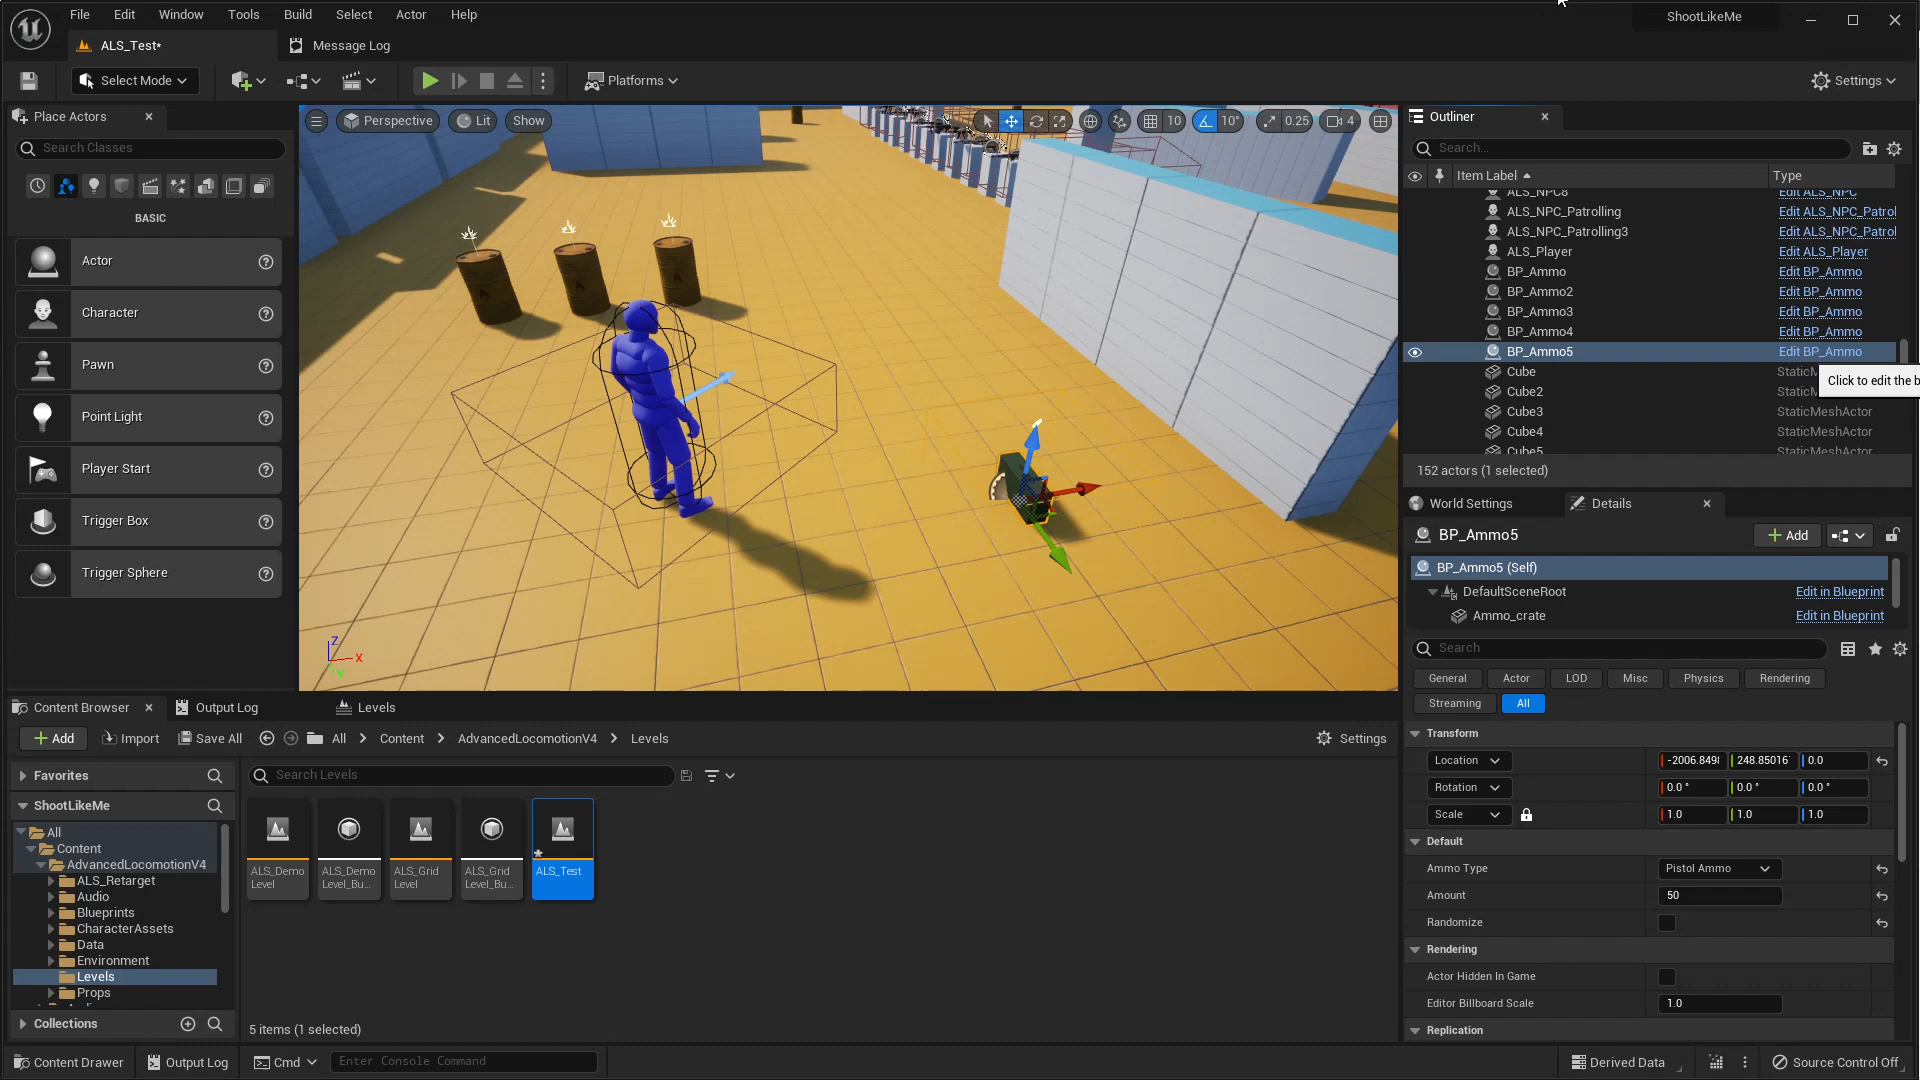 File Edit Window Tools Build Select Actor Help
ShootLikeMe
ALS_Test*
Message Log
Select Mode
Platforms
Settings
Place Actors
Search Classes
BASIC
Actor
Character
Pawn
Point Light
Player Start
Trigger Box
Trigger Sphere
Perspective
Lit
Show
10
10°
0.25
4
Z
X
Y
Outliner
Search...
Item Label
Type
ALS_NPC8 Edit ALS_NPC
ALS_NPC_Patrolling Edit ALS_NPC_Patrol
ALS_NPC_Patrolling3 Edit ALS_NPC_Patrol
ALS_Player Edit ALS_Player
BP_Ammo Edit BP_Ammo
BP_Ammo2 Edit BP_Ammo
BP_Ammo3 Edit BP_Ammo
BP_Ammo4 Edit BP_Ammo
BP_Ammo5 Edit BP_Ammo
Cube StaticM
Click to edit the b
Cube2 StaticM
Cube3 StaticMeshActor
Cube4 StaticMeshActor
Cube5 StaticMeshActor
152 actors (1 selected)
World Settings
Details
BP_Ammo5
Add
BP_Ammo5 (Self)
DefaultSceneRoot Edit in Blueprint
Ammo_crate Edit in Blueprint
Search
General Actor LOD Misc Physics Rendering
Streaming All
Transform
Location -2006.849 248.85016 0.0
Rotation 0.0 ° 0.0 ° 0.0 °
Scale 1.0 1.0 1.0
Default
Ammo Type Pistol Ammo
Amount 50
Randomize
Rendering
Actor Hidden In Game
Editor Billboard Scale 1.0
Replication
Content Browser
Output Log
Levels
Add Import Save All All Content AdvancedLocomotionV4 Levels
Settings
Favorites
ShootLikeMe
All
Content
AdvancedLocomotionV4
ALS_Retarget
Audio
Blueprints
CharacterAssets
Data
Environment
Levels
Props
Collections
Search Levels
ALS_Demo
Level
ALS_Demo
Level_Bu...
ALS_Grid
Level
ALS_Grid
Level_Bu...
ALS_Test
5 items (1 selected)
Content Drawer
Output Log
Cmd
Enter Console Command
Derived Data
Source Control Off